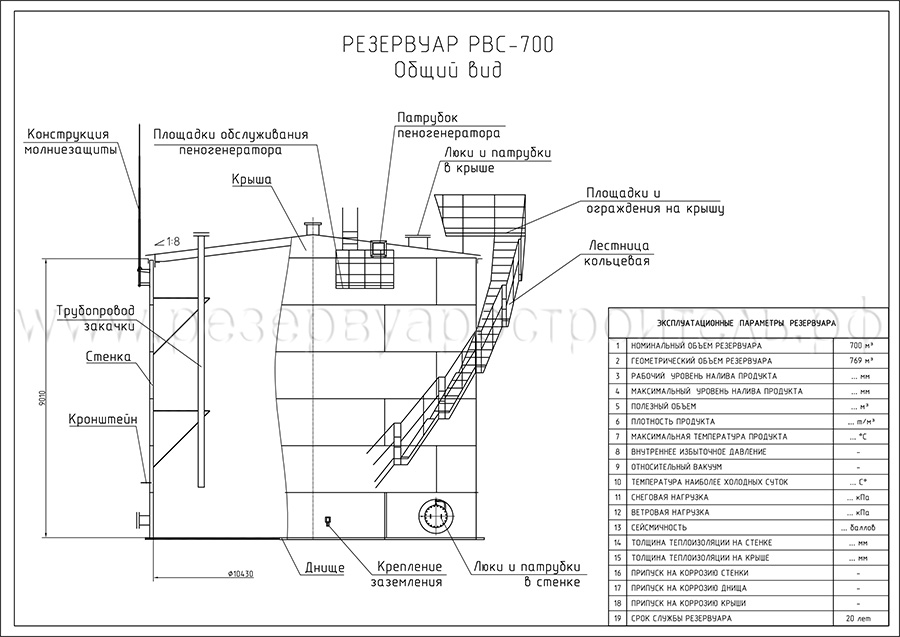 РЕЗЕРВУАР РВС-700
Общий вид
Конструкция
молниезащиты
Площадки обслуживания
пеногенератора
Крыша
Патрубок
пеногенератора
Люки и патрубки
в крыше
Площадки и
ограждения на крышу
Лестница
кольцевая
1:8
Трубопровод
закачки
Стенка
Кронштейн
9010
⌀10430
Днище
Крепление
заземления
Люки и патрубки
в стенке
www.резервуаростроители.рф
ЭКСПЛУАТАЦИОННЫЕ ПАРАМЕТРЫ РЕЗЕРВУАРА
1 НОМИНАЛЬНЫЙ ОБЪЕМ РЕЗЕРВУАРА 700 м³
2 ГЕОМЕТРИЧЕСКИЙ ОБЪЕМ РЕЗЕРВУАРА 769 м³
3 РАБОЧИЙ УРОВЕНЬ НАЛИВА ПРОДУКТА ... мм
4 МАКСИМАЛЬНЫЙ УРОВЕНЬ НАЛИВА ПРОДУКТА ... мм
5 ПОЛЕЗНЫЙ ОБЪЕМ ... м³
6 ПЛОТНОСТЬ ПРОДУКТА ... т/м³
7 МАКСИМАЛЬНАЯ ТЕМПЕРАТУРА ПРОДУКТА ... °С
8 ВНУТРЕННЕЕ ИЗБЫТОЧНОЕ ДАВЛЕНИЕ -
9 ОТНОСИТЕЛЬНЫЙ ВАКУУМ -
10 ТЕМПЕРАТУРА НАИБОЛЕЕ ХОЛОДНЫХ СУТОК ... С°
11 СНЕГОВАЯ НАГРУЗКА ... кПа
12 ВЕТРОВАЯ НАГРУЗКА ... кПа
13 СЕЙСМИЧНОСТЬ ... баллов
14 ТОЛЩИНА ТЕПЛОИЗОЛЯЦИИ НА СТЕНКЕ ... мм
15 ТОЛЩИНА ТЕПЛОИЗОЛЯЦИИ НА КРЫШЕ ... мм
16 ПРИПУСК НА КОРРОЗИЮ СТЕНКИ -
17 ПРИПУСК НА КОРРОЗИЮ ДНИЩА -
18 ПРИПУСК НА КОРРОЗИЮ КРЫШИ -
19 СРОК СЛУЖБЫ РЕЗЕРВУАРА 20 лет